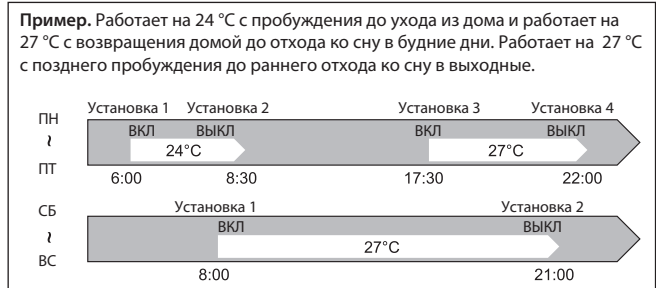 Пример. Работает на 24 °C с пробуждения до ухода из дома и работает на
27 °C с возвращения домой до отхода ко сну в будние дни. Работает на 27 °C
с позднего пробуждения до раннего отхода ко сну в выходные.
Установка 1 Установка 2 Установка 3 Установка 4
ПН
ВКЛ ВЫКЛ ВКЛ ВЫКЛ
~
24°C 27°C
ПТ
6:00 8:30 17:30 22:00
СБ
Установка 1 Установка 2
ВКЛ ВЫКЛ
~
27°C
ВС
8:00 21:00